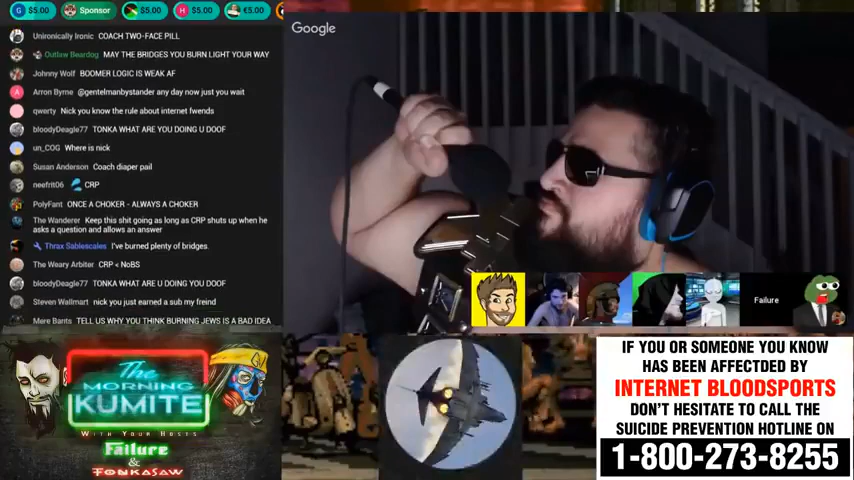 G $5.00 Sponsor $5.00 H $5.00 €5.00
Google
Unironically Ironic COACH TWO-FACE PILL
Outlaw Beardog MAY THE BRIDGES YOU BURN LIGHT YOUR WAY
Johnny Wolf BOOMER LOGIC IS WEAK AF
A Arron Byrne @gentelmanbystander any day now just you wait
qwerty Nick you know the rule about internet fwends
bloodyDeagle77 TONKA WHAT ARE YOU DOING U DOOF
un_COG Where is nick
Susan Anderson Coach diaper pail
neefrit06 💦 CRP
PolyFant ONCE A CHOKER - ALWAYS A CHOKER
The Wanderer Keep this shit going as long as CRP shuts up when he
asks a question and allows an answer
Thrax Sablescales I've burned plenty of bridges.
The Weary Arbiter CRP < NoBS
bloodyDeagle77 TONKA WHAT ARE U DOING YOU DOOF
Steven Wallmart nick you just earned a sub my freind
Mere Bants TELL US WHY YOU THINK BURNING JEWS IS A BAD IDEA
Failure
The
MORNING
KUMITE
WITH YOUR HOSTS
Failure
&
TONKASAW
IF YOU OR SOMEONE YOU KNOW
HAS BEEN AFFECTDED BY
INTERNET BLOODSPORTS
DON'T HESITATE TO CALL THE
SUICIDE PREVENTION HOTLINE ON
1-800-273-8255